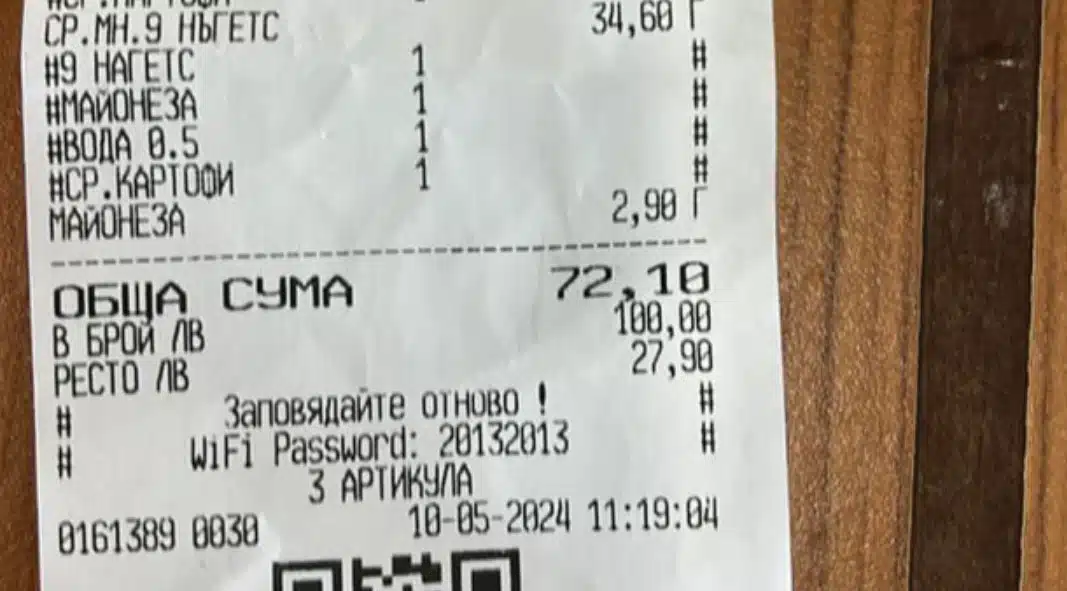 СР.МН.9 НЪГЕТС 34,60 Г
#9 НАГЕТС 1 #
#МАЙОНЕЗА 1 #
#ВОДА 0.5 1 #
#СР.КАРТОФИ 1 #
МАЙОНЕЗА 2,90 Г
ОБЩА СУМА 72,10
В БРОЙ ЛВ 100,00
РЕСТО ЛВ 27,90
# Заповядайте отново ! #
# WiFi Password: 20132013 #
3 АРТИКУЛА
0161389 0030 10-05-2024 11:19:04